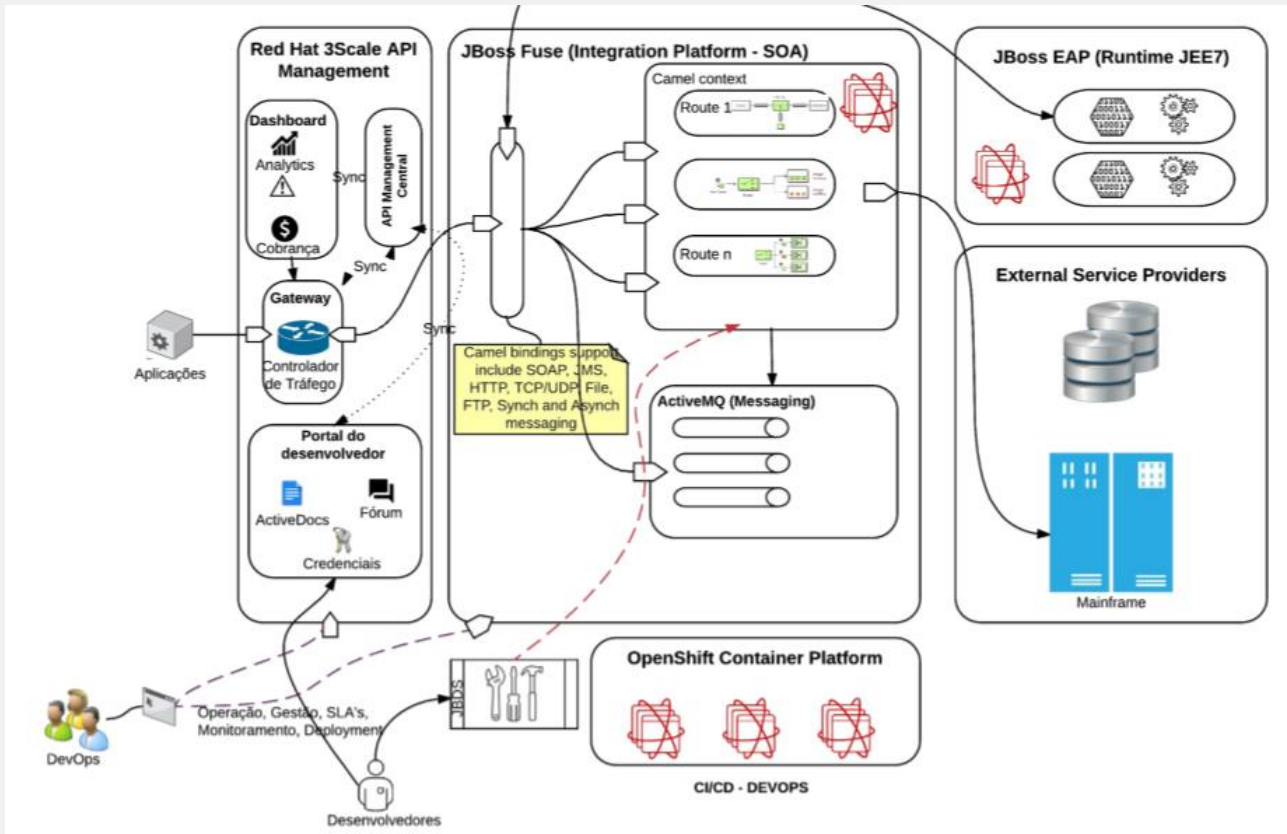 Red Hat 3Scale API
Management
Dashboard
Analytics
Cobrança
Sync
API Management
Central
Sync
Gateway
Controlador
de Tráfego
Aplicações
Sync
Portal do
desenvolvedor
ActiveDocs
Fórum
Credenciais
JBoss Fuse (Integration Platform - SOA)
Camel context
Route 1
Route n
Camel bindings support
include SOAP, JMS,
HTTP, TCP/UDP, File,
FTP, Synch and Asynch
messaging
ActiveMQ (Messaging)
JBoss EAP (Runtime JEE7)
External Service Providers
Mainframe
OpenShift Container Platform
CI/CD - DEVOPS
JBDS
Operação, Gestão, SLA's,
Monitoramento, Deployment
DevOps
Desenvolvedores